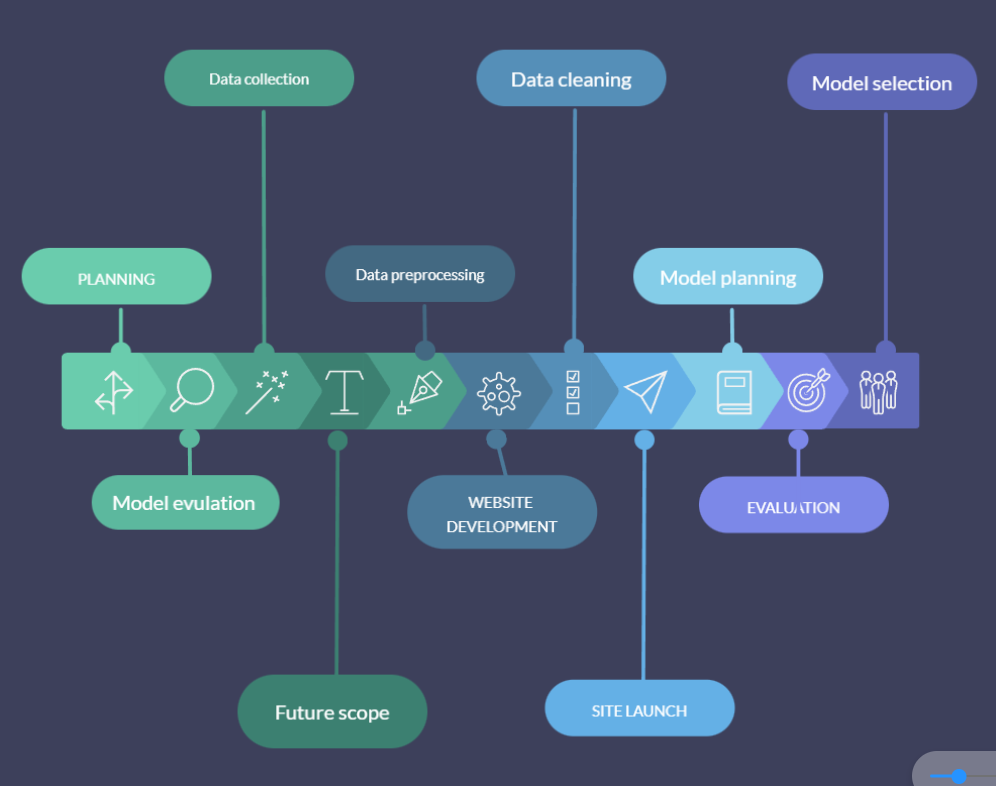 Data collection
Data cleaning
Model selection
PLANNING
Data preprocessing
Model planning
Model evulation
WEBSITE
DEVELOPMENT
EVALUATION
Future scope
SITE LAUNCH